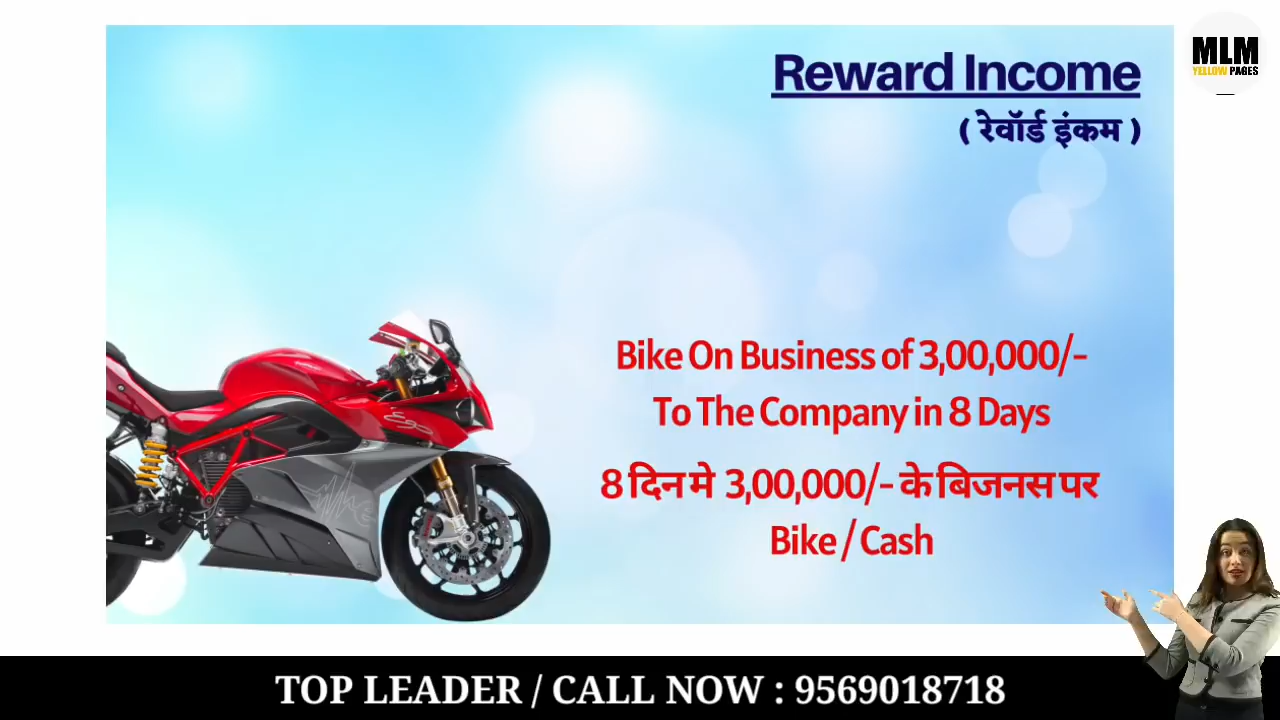 MLM
YELLOW PAGES
Reward Income
( रेवॉर्ड इंकम )
Bike On Business of 3,00,000/-
To The Company in 8 Days
8 दिन मे 3,00,000/- के बिजनस पर
Bike / Cash
TOP LEADER / CALL NOW : 9569018718